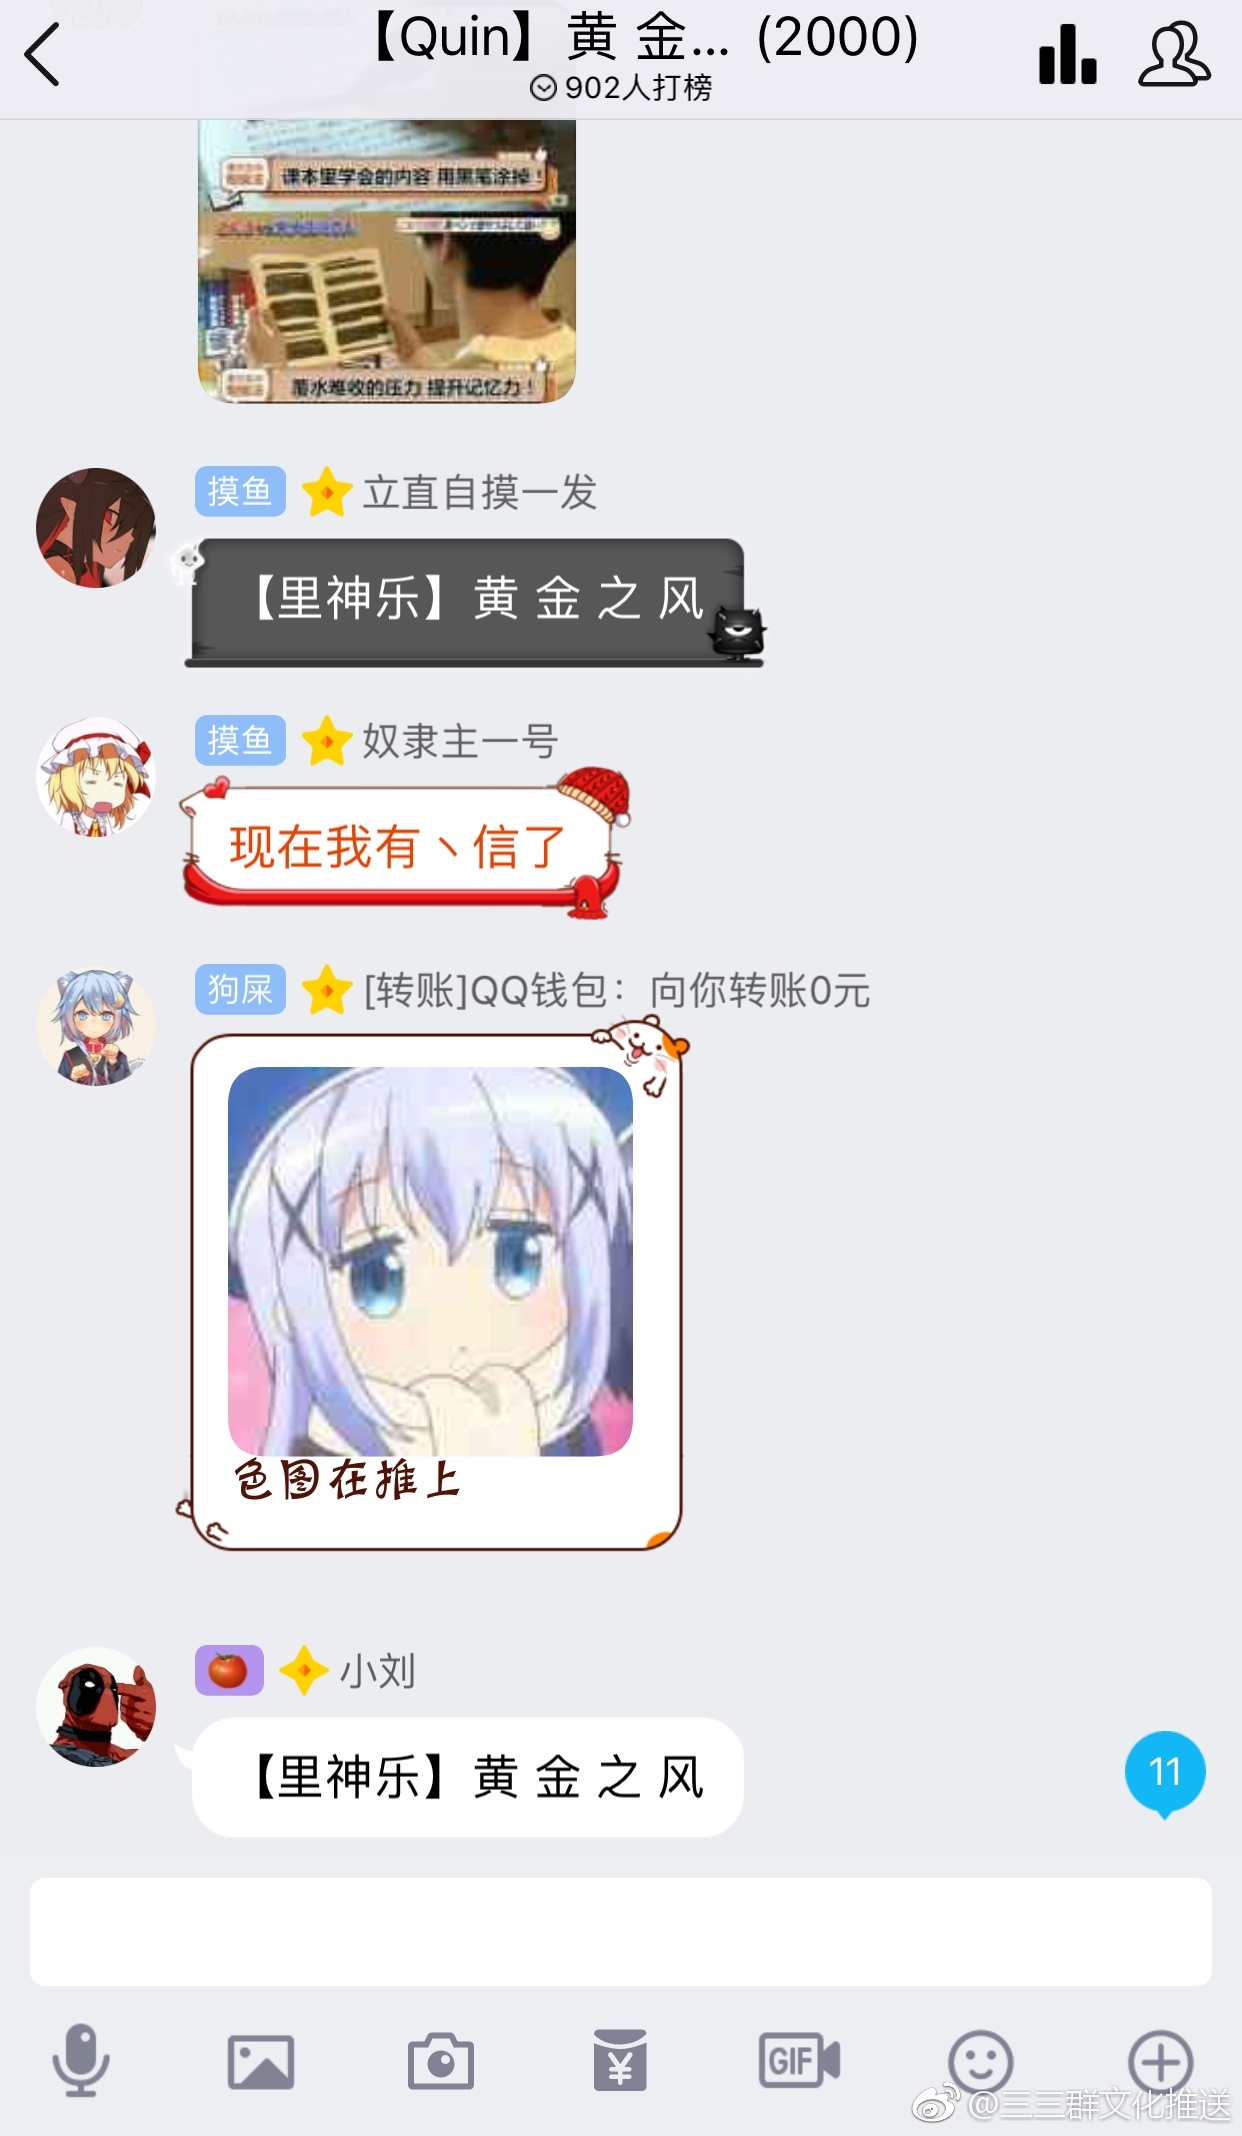 【Quin】黄 金... (2000)
902人打榜
课本里学会的内容 用黑笔涂掉！
覆水难收的压力 提升记忆力！
摸鱼 立直自摸一发
【里神乐】黄 金 之 风
摸鱼 奴隶主一号
现在我有丶信了
狗屎 [转账]QQ钱包：向你转账0元
色图在推上
小刘
【里神乐】黄 金 之 风
11
GIF
@三三群文化推送